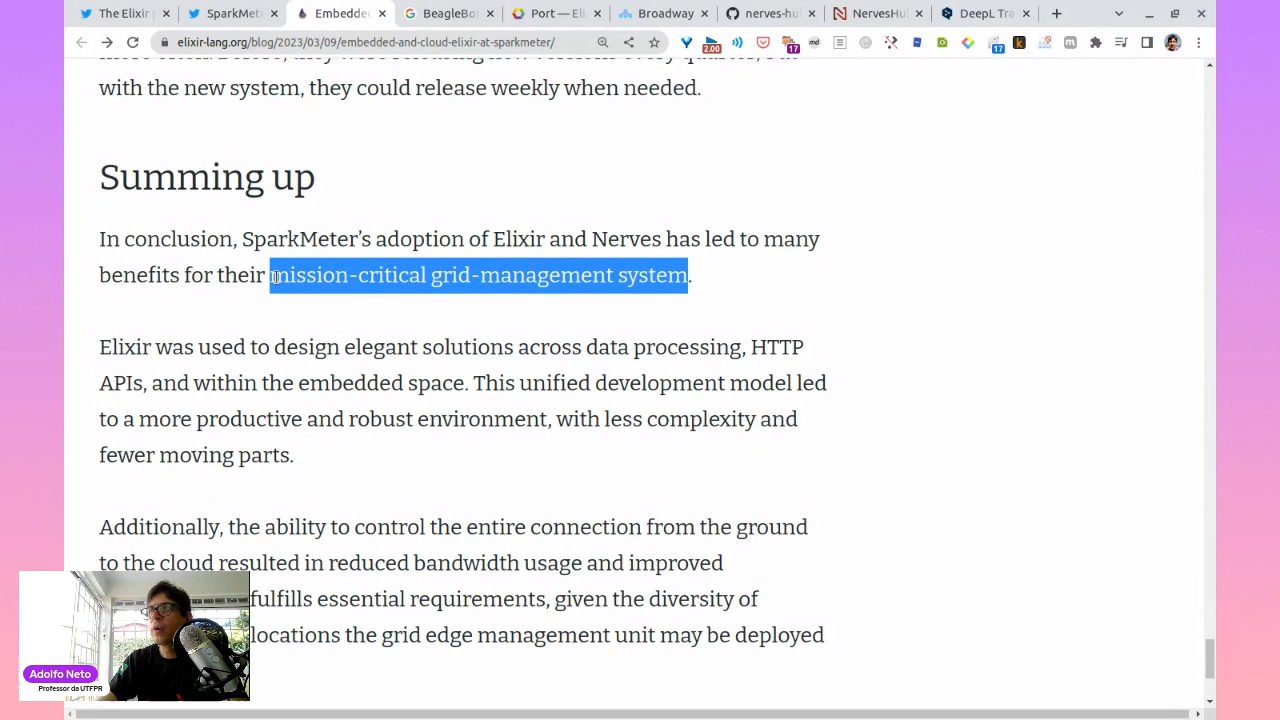 The Elixir
SparkMete
Embedded
BeagleBo
Port — Eli
Broadway
nerves-hu
NervesHu
DeepL Tra
elixir-lang.org/blog/2023/03/09/embedded-and-cloud-elixir-at-sparkmeter/
2.00
17
md
17
k
m
with the new system, they could release weekly when needed.
Summing up
In conclusion, SparkMeter’s adoption of Elixir and Nerves has led to many
benefits for their mission-critical grid-management system.
Elixir was used to design elegant solutions across data processing, HTTP
APIs, and within the embedded space. This unified development model led
to a more productive and robust environment, with less complexity and
fewer moving parts.
Additionally, the ability to control the entire connection from the ground
to the cloud resulted in reduced bandwidth usage and improved
fulfills essential requirements, given the diversity of
locations the grid edge management unit may be deployed
Adolfo Neto
Professor da UTFPR